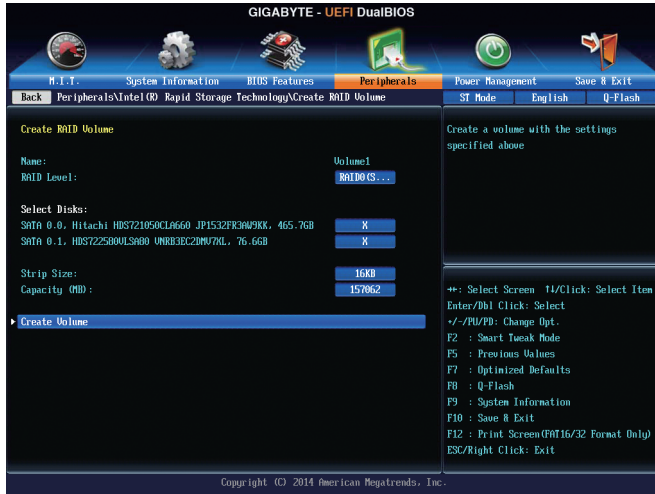 GIGABYTE - UEFI DualBIOS
M.I.T. System Information BIOS Features Peripherals Power Management Save & Exit
Back Peripherals\Intel(R) Rapid Storage Technology\Create RAID Volume ST Mode English Q-Flash
Create RAID Volume
Name: Volume1
RAID Level: RAID0(S...
Select Disks:
SATA 0.0, Hitachi HDS721050CLA660 JP1532FR3AW9KK, 465.7GB X
SATA 0.1, HDS722580VLSA80 VNRB3EC2DMV7XL, 76.6GB X
Strip Size: 16KB
Capacity (MB): 157062
Create Volume
Create a volume with the settings
specified above
→←: Select Screen ↑↓/Click: Select Item
Enter/Dbl Click: Select
+/-/PU/PD: Change Opt.
F2 : Smart Tweak Mode
F5 : Previous Values
F7 : Optimized Defaults
F8 : Q-Flash
F9 : System Information
F10 : Save & Exit
F12 : Print Screen(FAT16/32 Format Only)
ESC/Right Click: Exit
Copyright (C) 2014 American Megatrends, Inc.